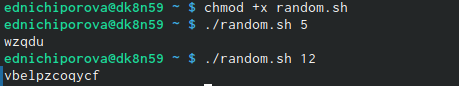 ednichiporova@dk8n59 ~ $ chmod +x random.sh
ednichiporova@dk8n59 ~ $ ./random.sh 5
wzqdu
ednichiporova@dk8n59 ~ $ ./random.sh 12
vbelpzcoqycf